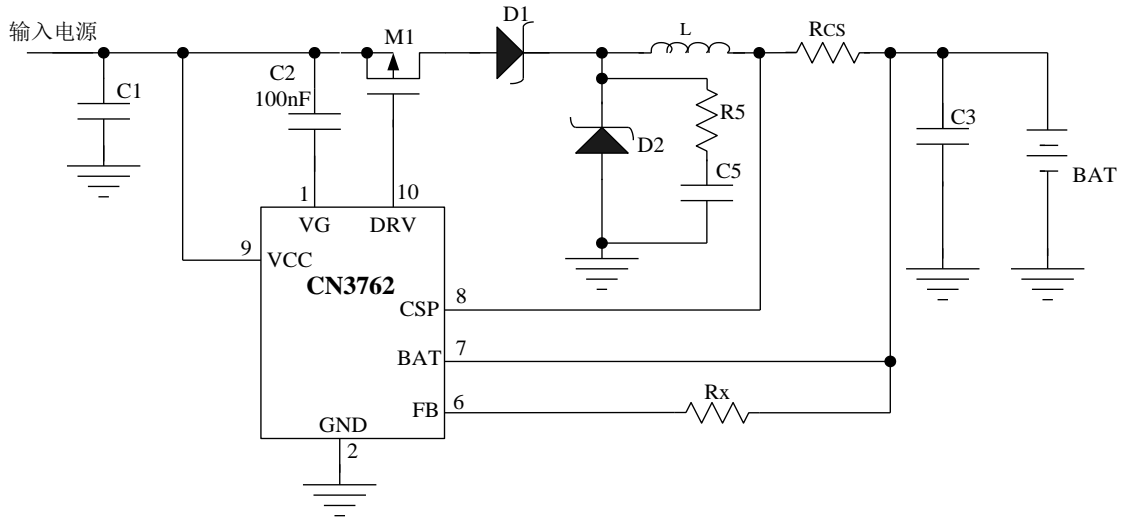 输入电源
D1
M1
L
RCS
C2
100nF
C1
R5
D2
C5
C3
BAT
1
10
VG
DRV
9
VCC
CN3762
CSP
8
BAT
7
FB
6
Rx
GND
2